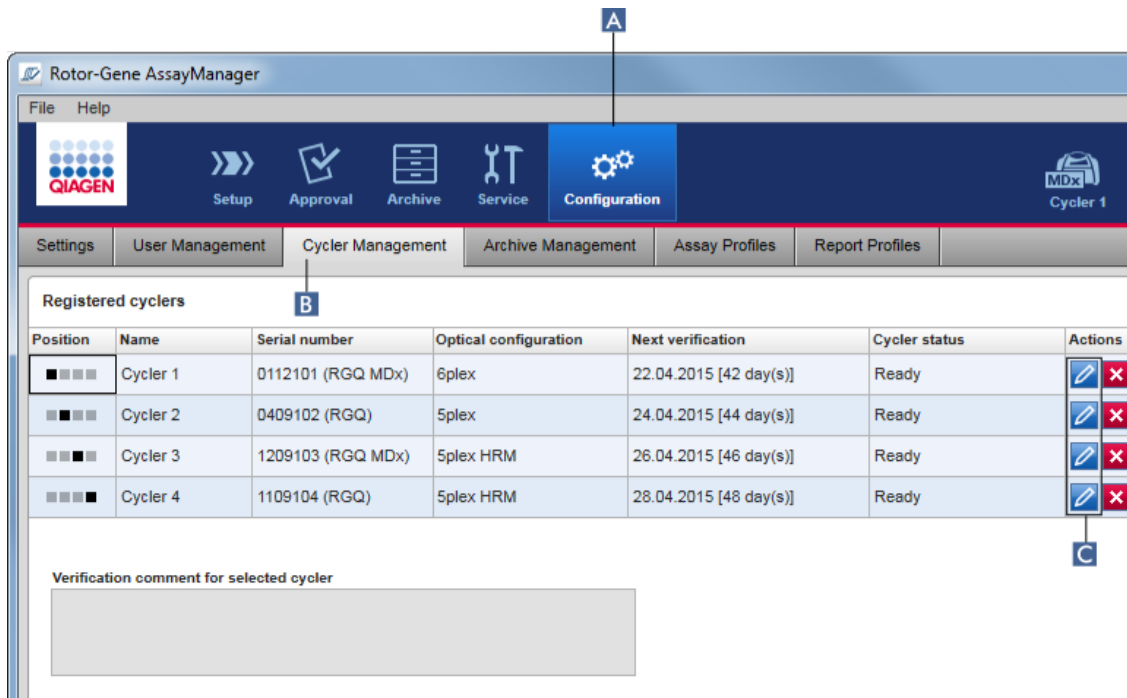 A
Rotor-Gene AssayManager
File Help
QIAGEN
Setup Approval Archive Service Configuration
MDx
Cycler 1
Settings User Management Cycler Management Archive Management Assay Profiles Report Profiles
B
Registered cyclers
Position Name Serial number Optical configuration Next verification Cycler status Actions
Cycler 1 0112101 (RGQ MDx) 6plex 22.04.2015 [42 day(s)] Ready
Cycler 2 0409102 (RGQ) 5plex 24.04.2015 [44 day(s)] Ready
Cycler 3 1209103 (RGQ MDx) 5plex HRM 26.04.2015 [46 day(s)] Ready
Cycler 4 1109104 (RGQ) 5plex HRM 28.04.2015 [48 day(s)] Ready
C
Verification comment for selected cycler